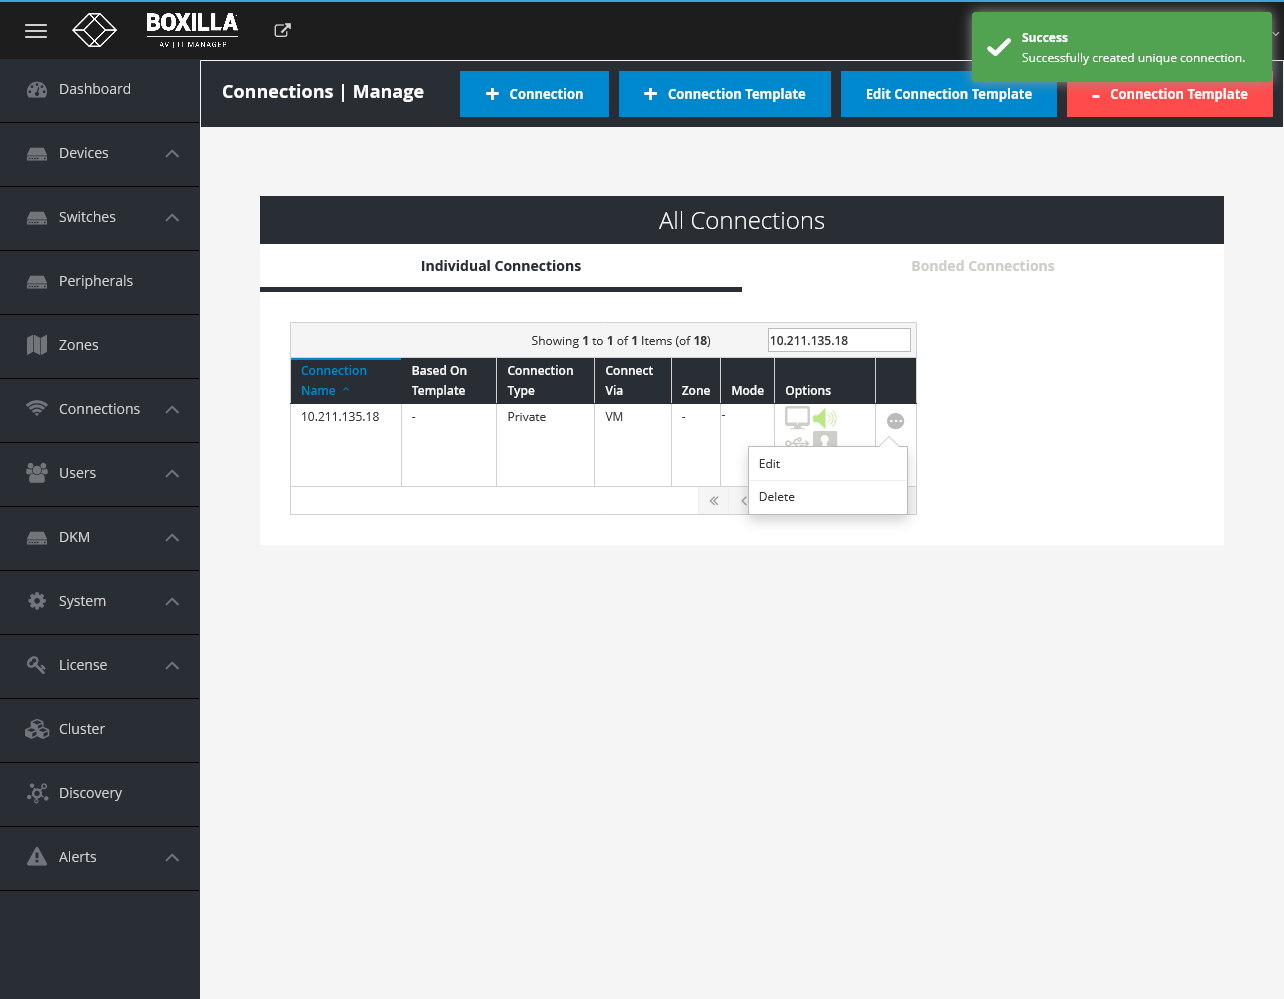 BOXILLA
AV | IT MANAGER
Success
Successfully created unique connection.
Dashboard
Devices
Switches
Peripherals
Zones
Connections
Users
DKM
System
License
Cluster
Discovery
Alerts
Connections | Manage
+ Connection
+ Connection Template
Edit Connection Template
- Connection Template
All Connections
Individual Connections
Bonded Connections
Showing 1 to 1 of 1 Items (of 18)
10.211.135.18
Connection Name
Based On Template
Connection Type
Connect Via
Zone
Mode
Options
10.211.135.18
-
Private
VM
-
-
Edit
Delete
« <